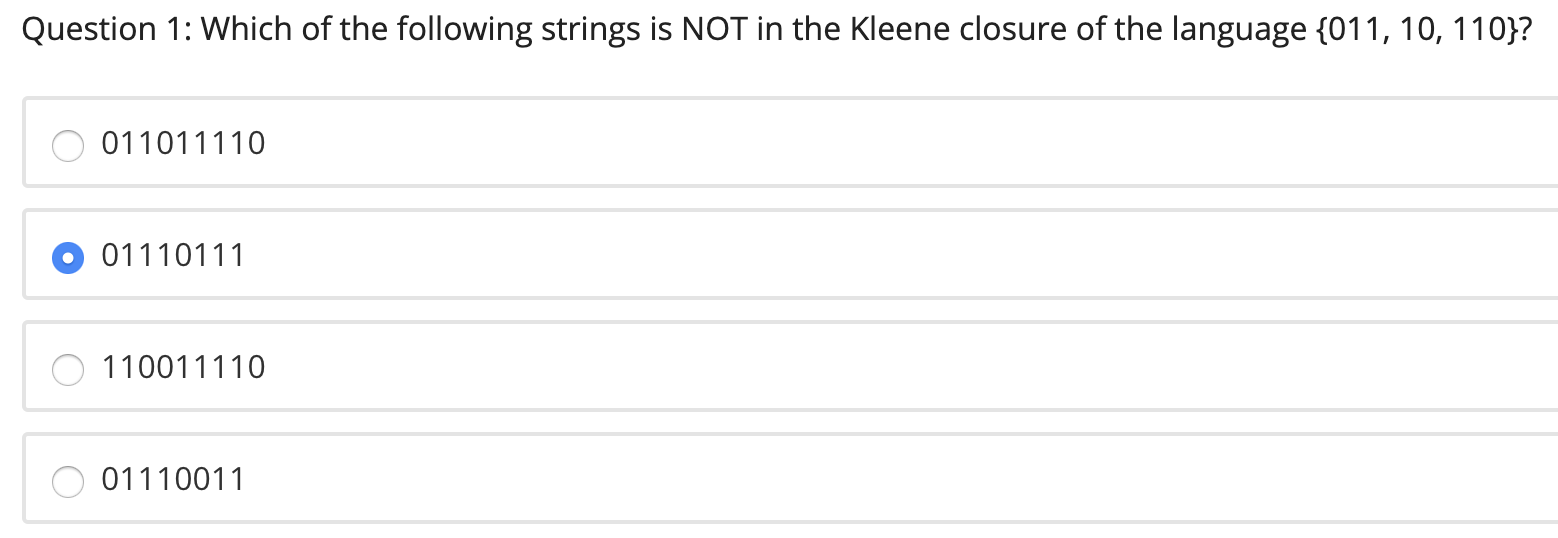 Question 1: Which of the following strings is NOT in the Kleene closure of the language {011, 10, 110}?
011011110
01110111
110011110
01110011